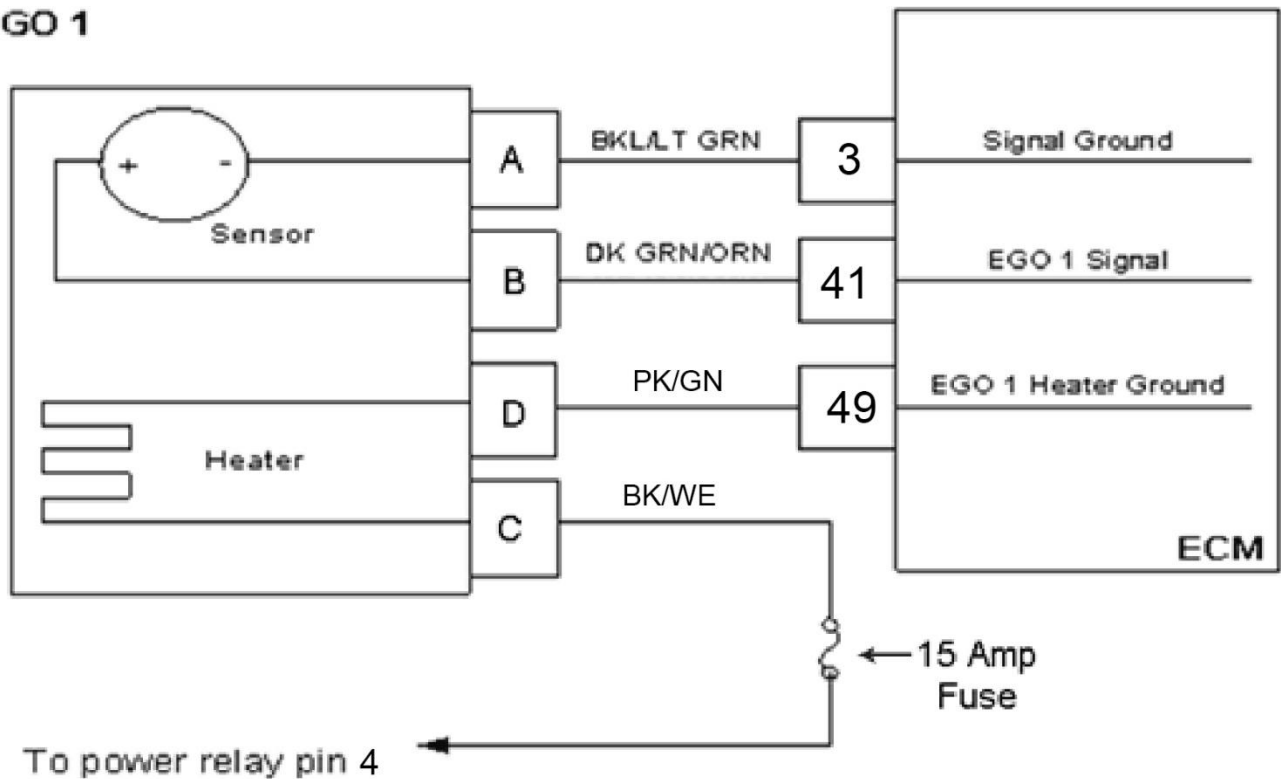 GO 1
+
-
Sensor
A
BKL/LT GRN
3
Signal Ground
B
DK GRN/ORN
41
EGO 1 Signal
D
PK/GN
49
EGO 1 Heater Ground
Heater
C
BK/WE
ECM
15 Amp
Fuse
To power relay pin 4